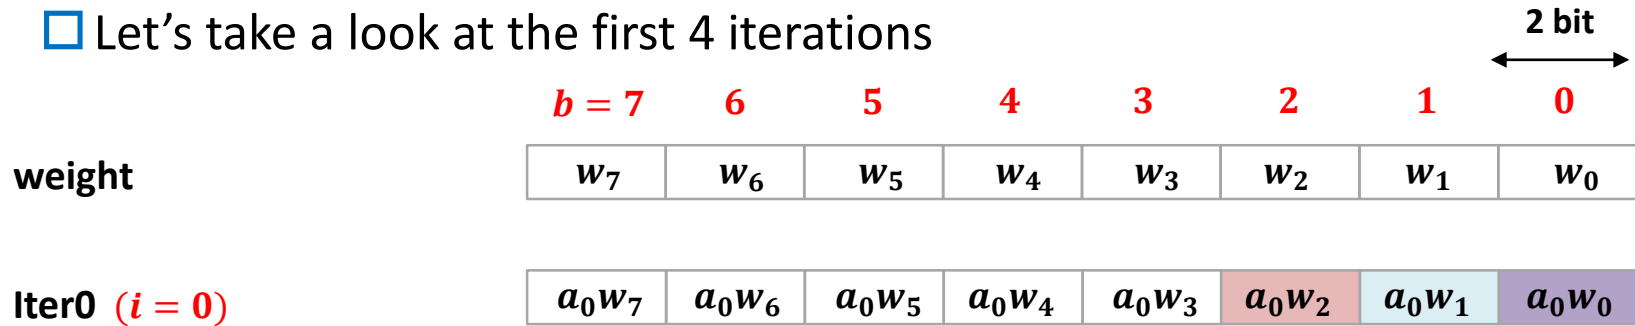 Let's take a look at the first 4 iterations
2 bit
b = 7 6 5 4 3 2 1 0
weight w₇ w₆ w₅ w₄ w₃ w₂ w₁ w₀
Iter0 (i = 0) a₀w₇ a₀w₆ a₀w₅ a₀w₄ a₀w₃ a₀w₂ a₀w₁ a₀w₀